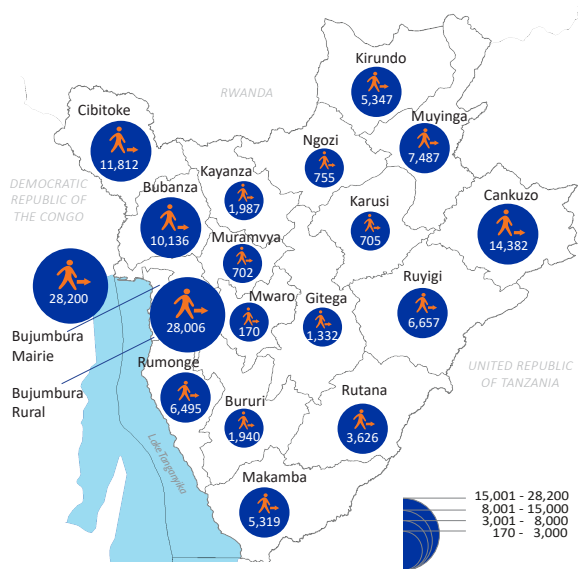 Kirundo
5,347
RWANDA
Cibitoke
11,812
Muyinga
7,487
Ngozi
755
Kayanza
1,987
DEMOCRATIC
REPUBLIC OF
THE CONGO
Bubanza
10,136
Karusi
705
Cankuzo
14,382
Muramvya
702
28,200
Bujumbura
Mairie
28,006
Bujumbura
Rural
Mwaro
170
Gitega
1,332
Ruyigi
6,657
UNITED REPUBLIC
OF TANZANIA
Rumonge
6,495
Bururi
1,940
Rutana
3,626
Lake Tanganyika
Makamba
5,319
15,001 - 28,200
8,001 - 15,000
3,001 - 8,000
170 - 3,000